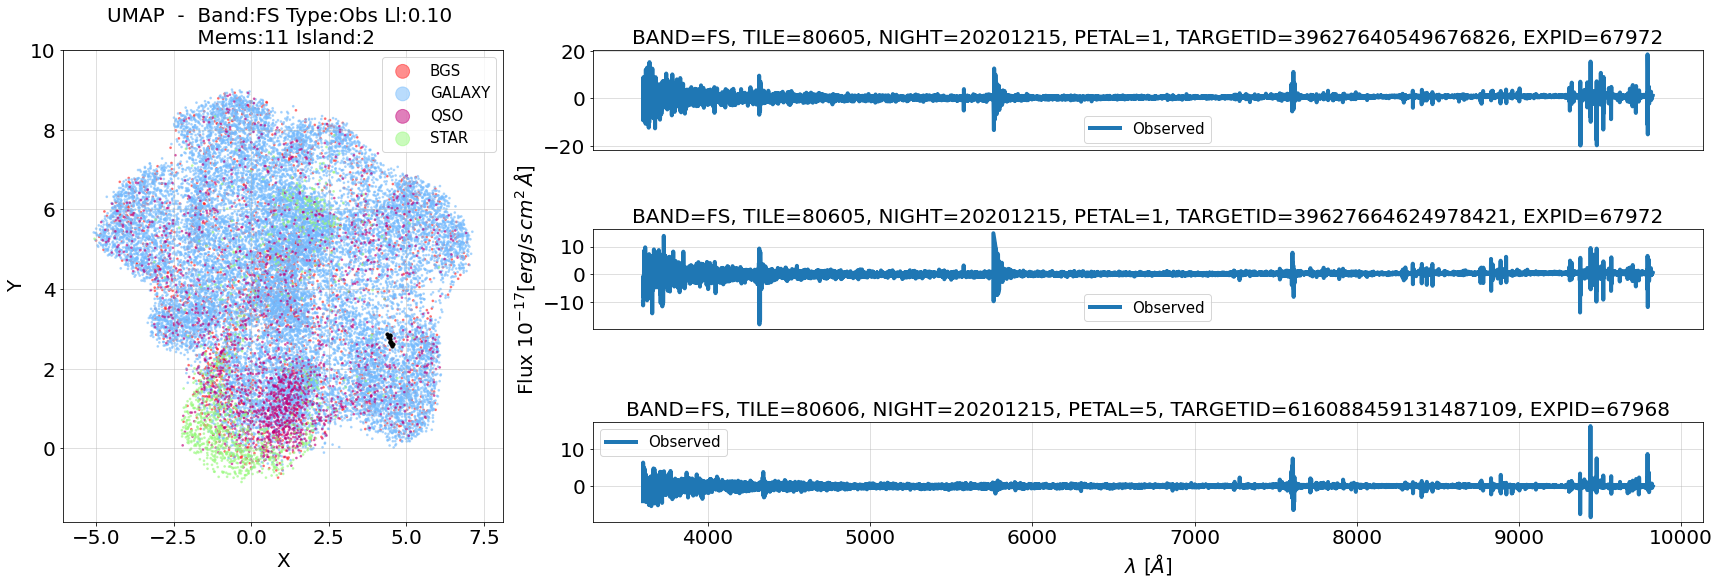 UMAP - Band:FS Type:Obs Ll:0.10
Mems:11 Island:2
10
8
6
4
2
0
Y
−5.0 −2.5 0.0 2.5 5.0 7.5
X
BGS
GALAXY
QSO
STAR
Flux 10⁻¹⁷[erg/s cm² Å]
BAND=FS, TILE=80605, NIGHT=20201215, PETAL=1, TARGETID=39627640549676826, EXPID=67972
20
0
−20
Observed
BAND=FS, TILE=80605, NIGHT=20201215, PETAL=1, TARGETID=39627664624978421, EXPID=67972
10
0
−10
Observed
BAND=FS, TILE=80606, NIGHT=20201215, PETAL=5, TARGETID=616088459131487109, EXPID=67968
Observed
10
0
4000 5000 6000 7000 8000 9000 10000
λ [Å]